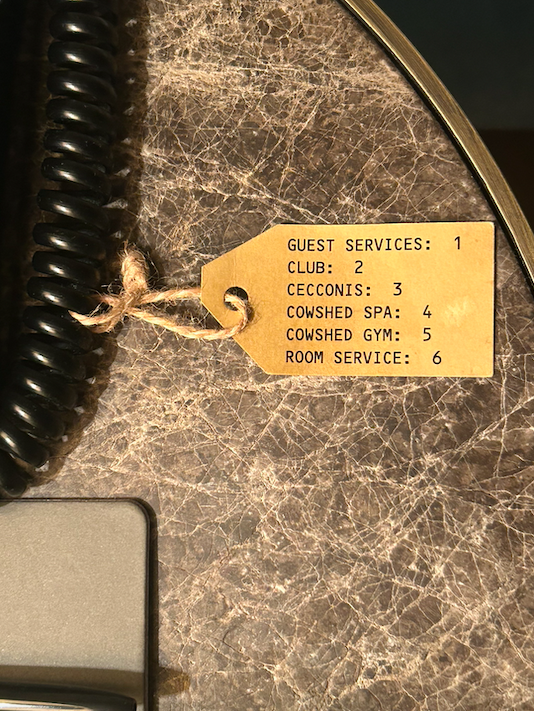 GUEST SERVICES: 1
CLUB: 2
CECCONIS: 3
COWSHED SPA: 4
COWSHED GYM: 5
ROOM SERVICE: 6